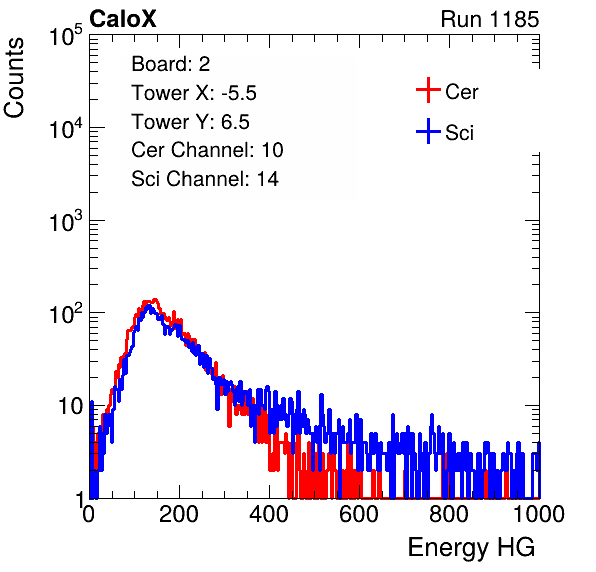 CaloX Run 1185
Counts
Board: 2
Tower X: -5.5
Tower Y: 6.5
Cer Channel: 10
Sci Channel: 14
Cer
Sci
10^5
10^4
10^3
10^2
10
1
0 200 400 600 800 1000
Energy HG